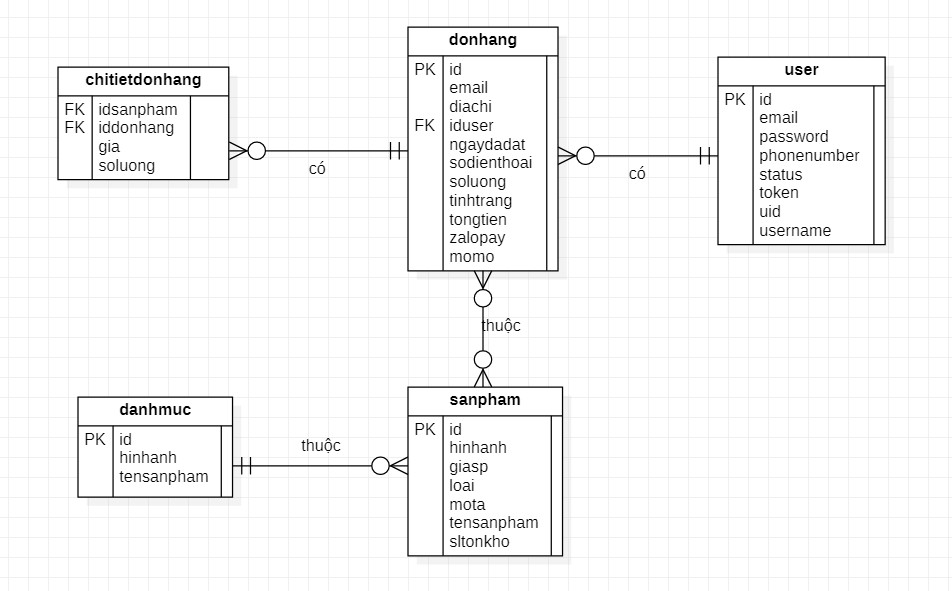 chitietdonhang
FK idsanpham
FK iddonhang
gia
soluong
có
donhang
PK id
email
diachi
FK iduser
ngaydadat
sodienthoai
soluong
tinhtrang
tongtien
zalopay
momo
có
user
PK id
email
password
phonenumber
status
token
uid
username
thuộc
danhmuc
PK id
hinhanh
tensanpham
thuộc
sanpham
PK id
hinhanh
giasp
loai
mota
tensanpham
sltonkho